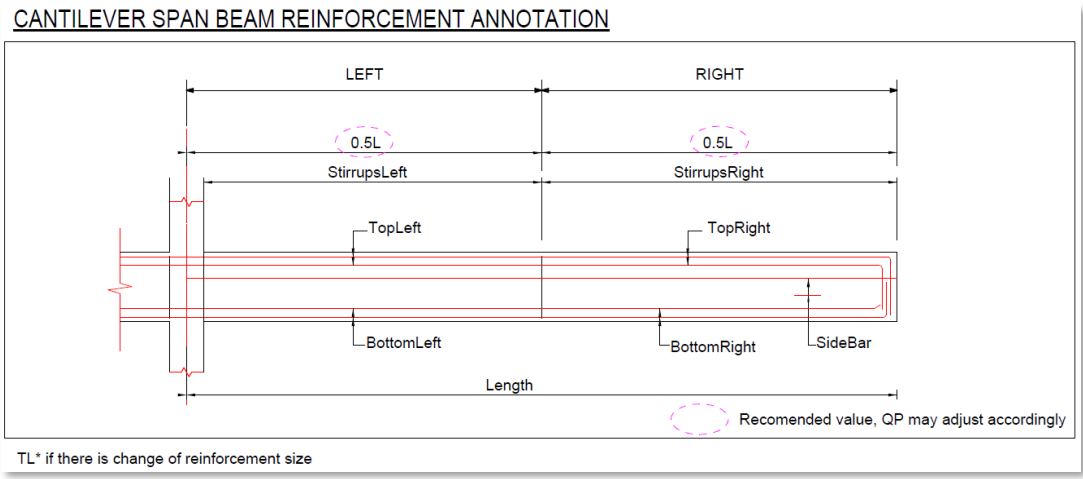 CANTILEVER SPAN BEAM REINFORCEMENT ANNOTATION
LEFT
RIGHT
0.5L
0.5L
StirrupsLeft
StirrupsRight
TopLeft
TopRight
BottomLeft
BottomRight
SideBar
Length
Recomended value, QP may adjust accordingly
TL* if there is change of reinforcement size